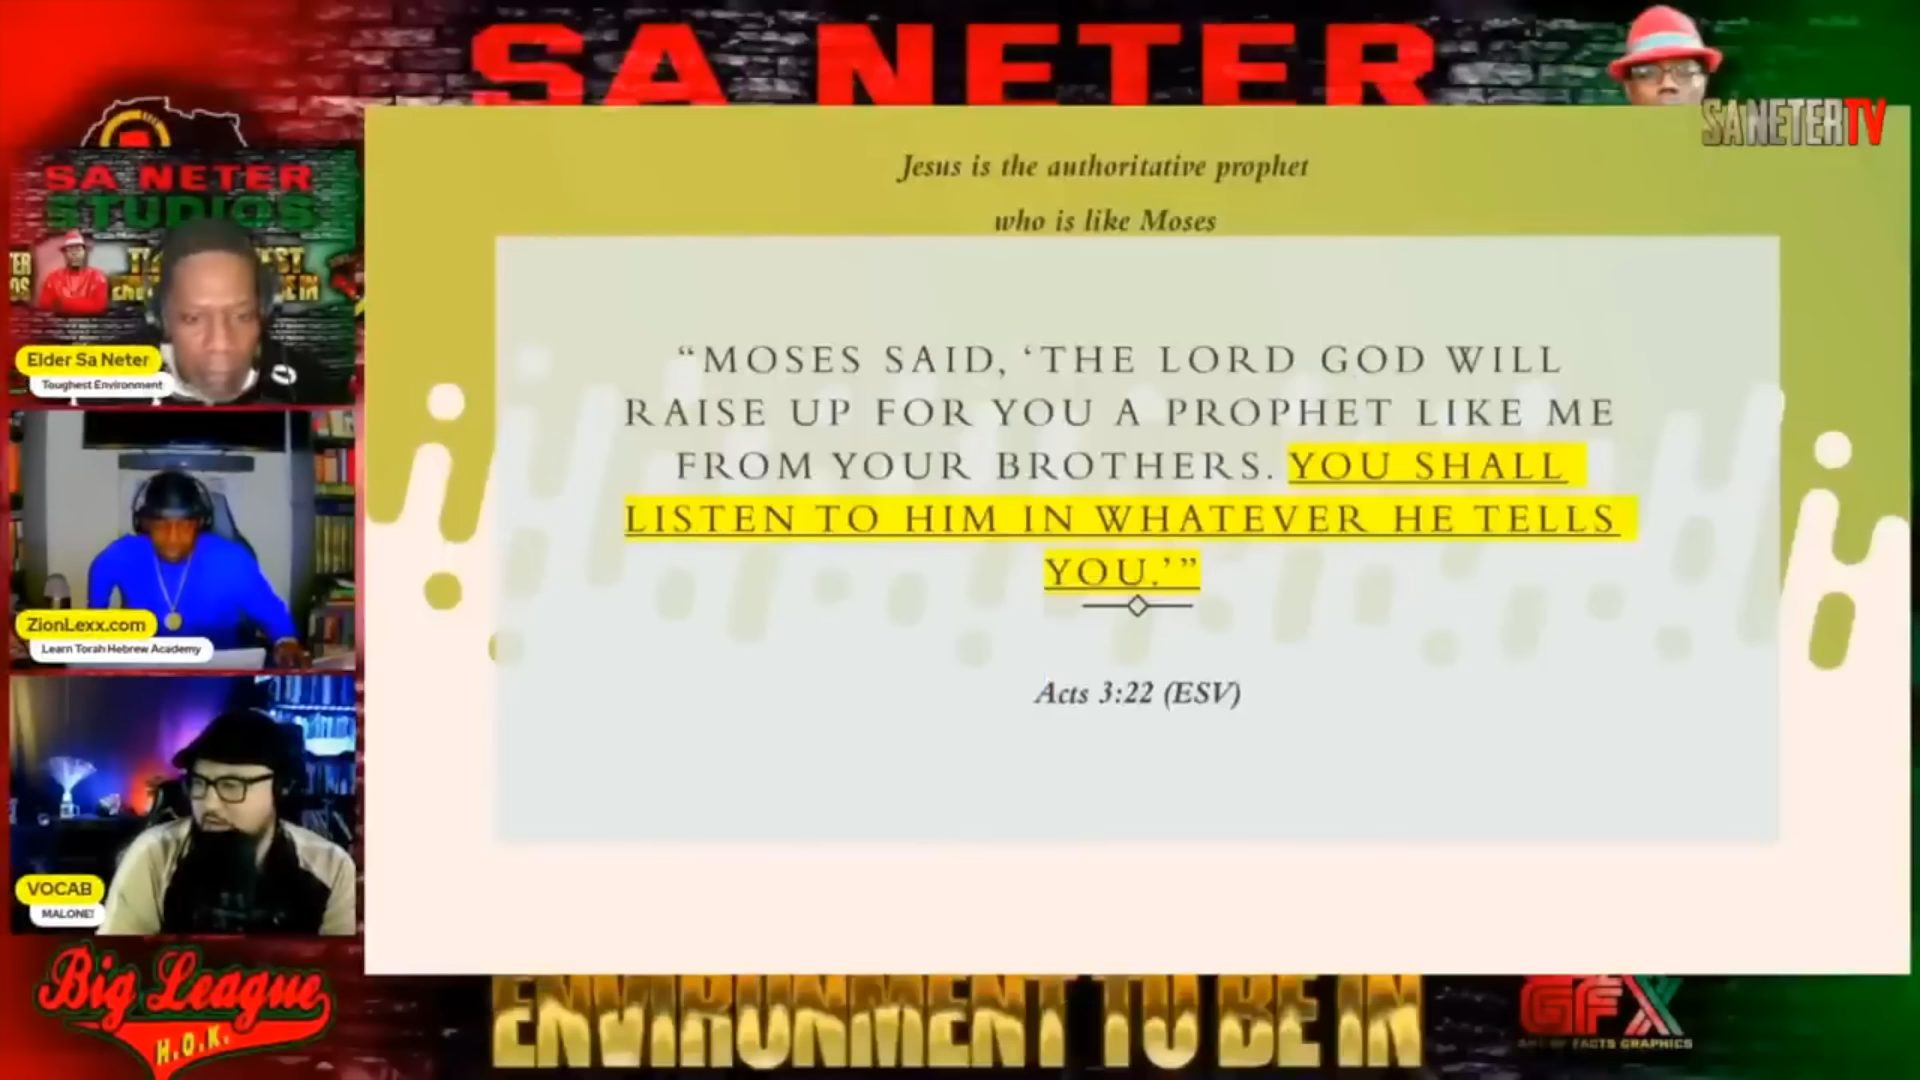 SA NETER
SANETERTV
SA NETER
STUDIOS
Elder Sa Neter
Toughest Environment
ZionLexx.com
Learn Torah Hebrew Academy
VOCAB
MALONE!
Big League
H.O.K.
Jesus is the authoritative prophet
who is like Moses
“MOSES SAID, ‘THE LORD GOD WILL
RAISE UP FOR YOU A PROPHET LIKE ME
FROM YOUR BROTHERS. YOU SHALL
LISTEN TO HIM IN WHATEVER HE TELLS
YOU.’”
Acts 3:22 (ESV)
ENVIRONMENT TO BE IN
GFX
OF FACTS GRAPHICS